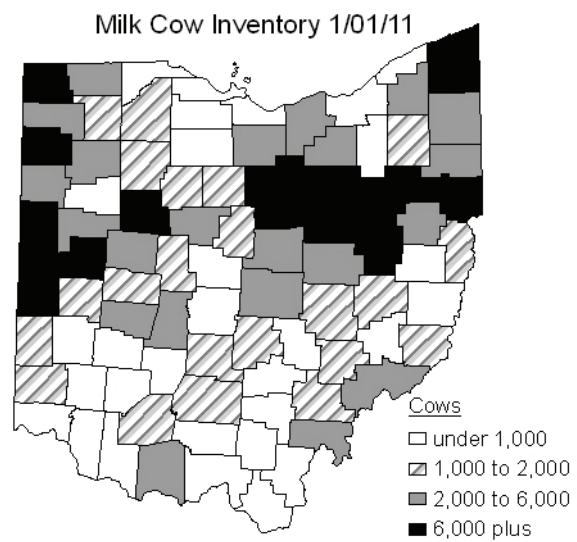 Milk Cow Inventory 1/01/11
Cows
under 1,000
1,000 to 2,000
2,000 to 6,000
6,000 plus